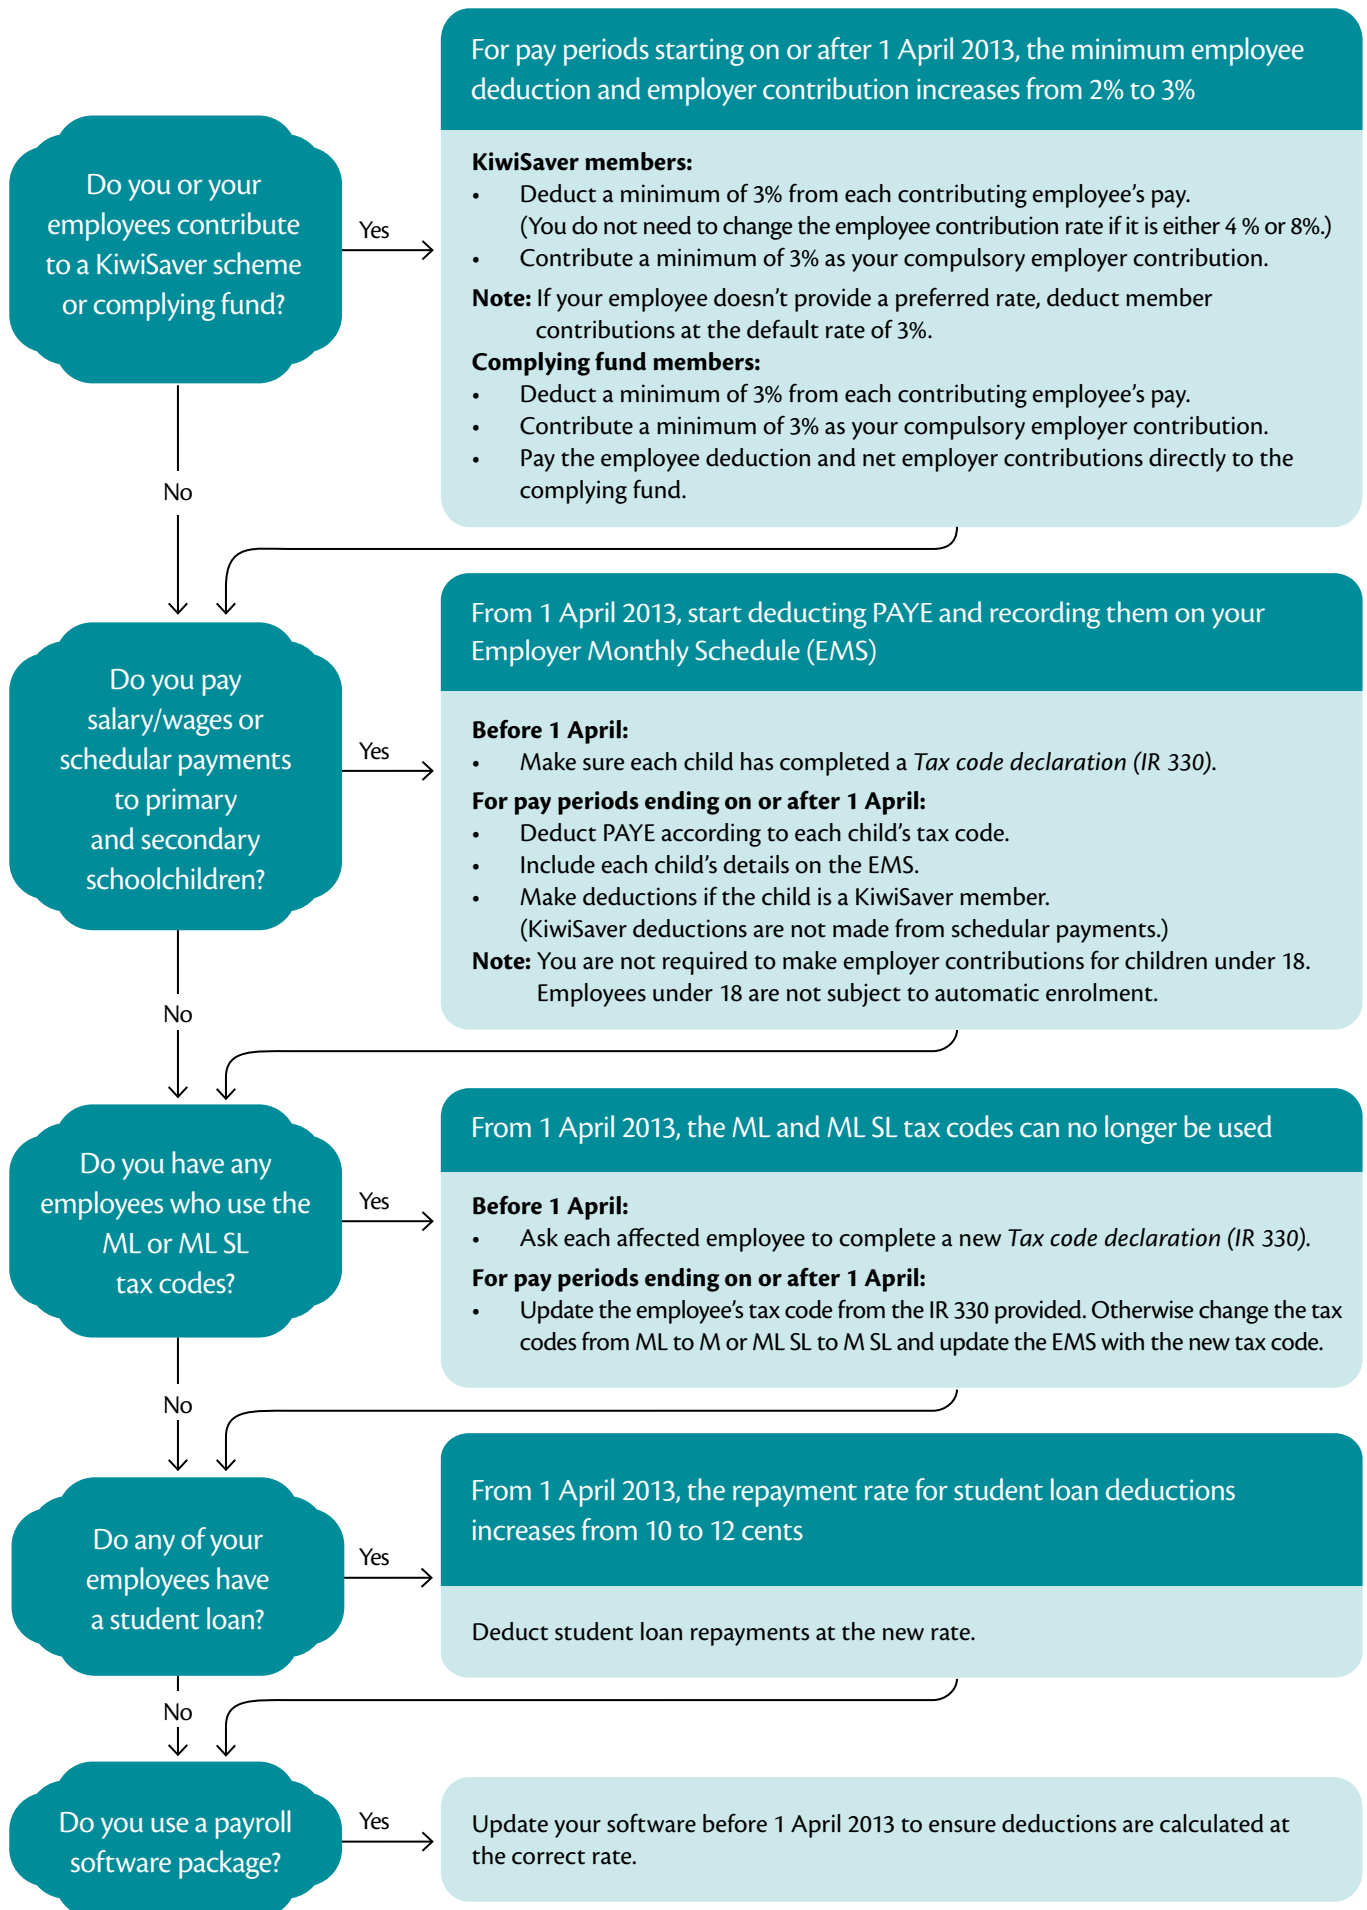 For pay periods starting on or after 1 April 2013, the minimum employee
deduction and employer contribution increases from 2% to 3%
Do you or your
employees contribute
to a KiwiSaver scheme
or complying fund?
Yes
KiwiSaver members:
• Deduct a minimum of 3% from each contributing employee's pay.
(You do not need to change the employee contribution rate if it is either 4 % or 8%.)
• Contribute a minimum of 3% as your compulsory employer contribution.
Note: If your employee doesn't provide a preferred rate, deduct member
contributions at the default rate of 3%.
Complying fund members:
• Deduct a minimum of 3% from each contributing employee's pay.
• Contribute a minimum of 3% as your compulsory employer contribution.
• Pay the employee deduction and net employer contributions directly to the
complying fund.
No
From 1 April 2013, start deducting PAYE and recording them on your
Employer Monthly Schedule (EMS)
Do you pay
salary/wages or
schedular payments
to primary
and secondary
schoolchildren?
Yes
Before 1 April:
• Make sure each child has completed a Tax code declaration (IR 330).
For pay periods ending on or after 1 April:
• Deduct PAYE according to each child's tax code.
• Include each child's details on the EMS.
• Make deductions if the child is a KiwiSaver member.
(KiwiSaver deductions are not made from schedular payments.)
Note: You are not required to make employer contributions for children under 18.
Employees under 18 are not subject to automatic enrolment.
No
From 1 April 2013, the ML and ML SL tax codes can no longer be used
Do you have any
employees who use the
ML or ML SL
tax codes?
Yes
Before 1 April:
• Ask each affected employee to complete a new Tax code declaration (IR 330).
For pay periods ending on or after 1 April:
• Update the employee's tax code from the IR 330 provided. Otherwise change the tax
codes from ML to M or ML SL to M SL and update the EMS with the new tax code.
No
From 1 April 2013, the repayment rate for student loan deductions
increases from 10 to 12 cents
Do any of your
employees have
a student loan?
Yes
Deduct student loan repayments at the new rate.
No
Do you use a payroll
software package?
Yes
Update your software before 1 April 2013 to ensure deductions are calculated at
the correct rate.